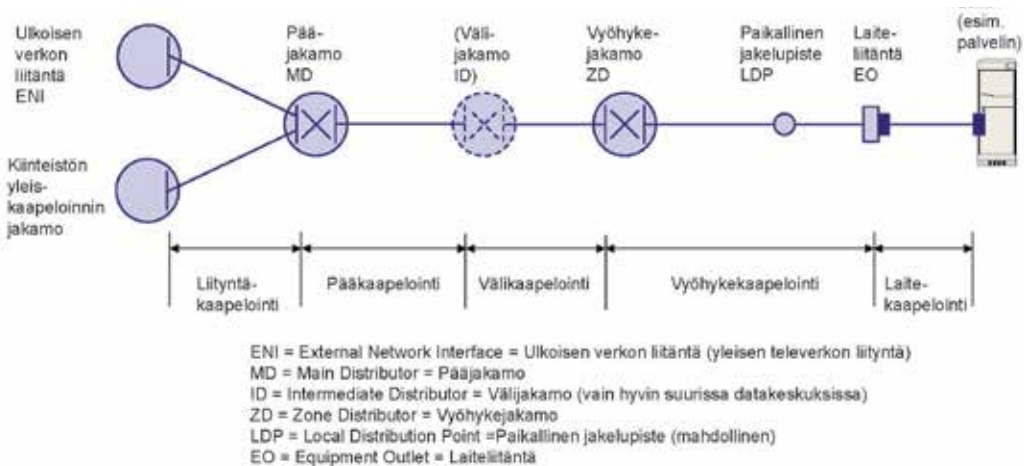 Ulkoisen
verkon
liitäntä
ENI
Pää-
jakamo
MD
(Väli-
jakamo
ID)
Vyöhyke-
jakamo
ZD
Paikallinen
jakelupiste
LDP
Laite-
liitäntä
EO
(esim.
palvelin)
Kiinteistön
yleis-
kaapeloinnin
jakamo
Liityntä-
kaapelointi
Pääkaapelointi
Välikaapelointi
Vyöhykekaapelointi
Laite-
kaapelointi
ENI = External Network Interface = Ulkoisen verkon liitäntä (yleisen televerkon liityntä)
MD = Main Distributor = Pääjakamo
ID = Intermediate Distributor = Välijakamo (vain hyvin suurissa datakeskuksissa)
ZD = Zone Distributor = Vyöhykejakamo
LDP = Local Distribution Point =Paikallinen jakelupiste (mahdollinen)
EO = Equipment Outlet = Laiteliitäntä